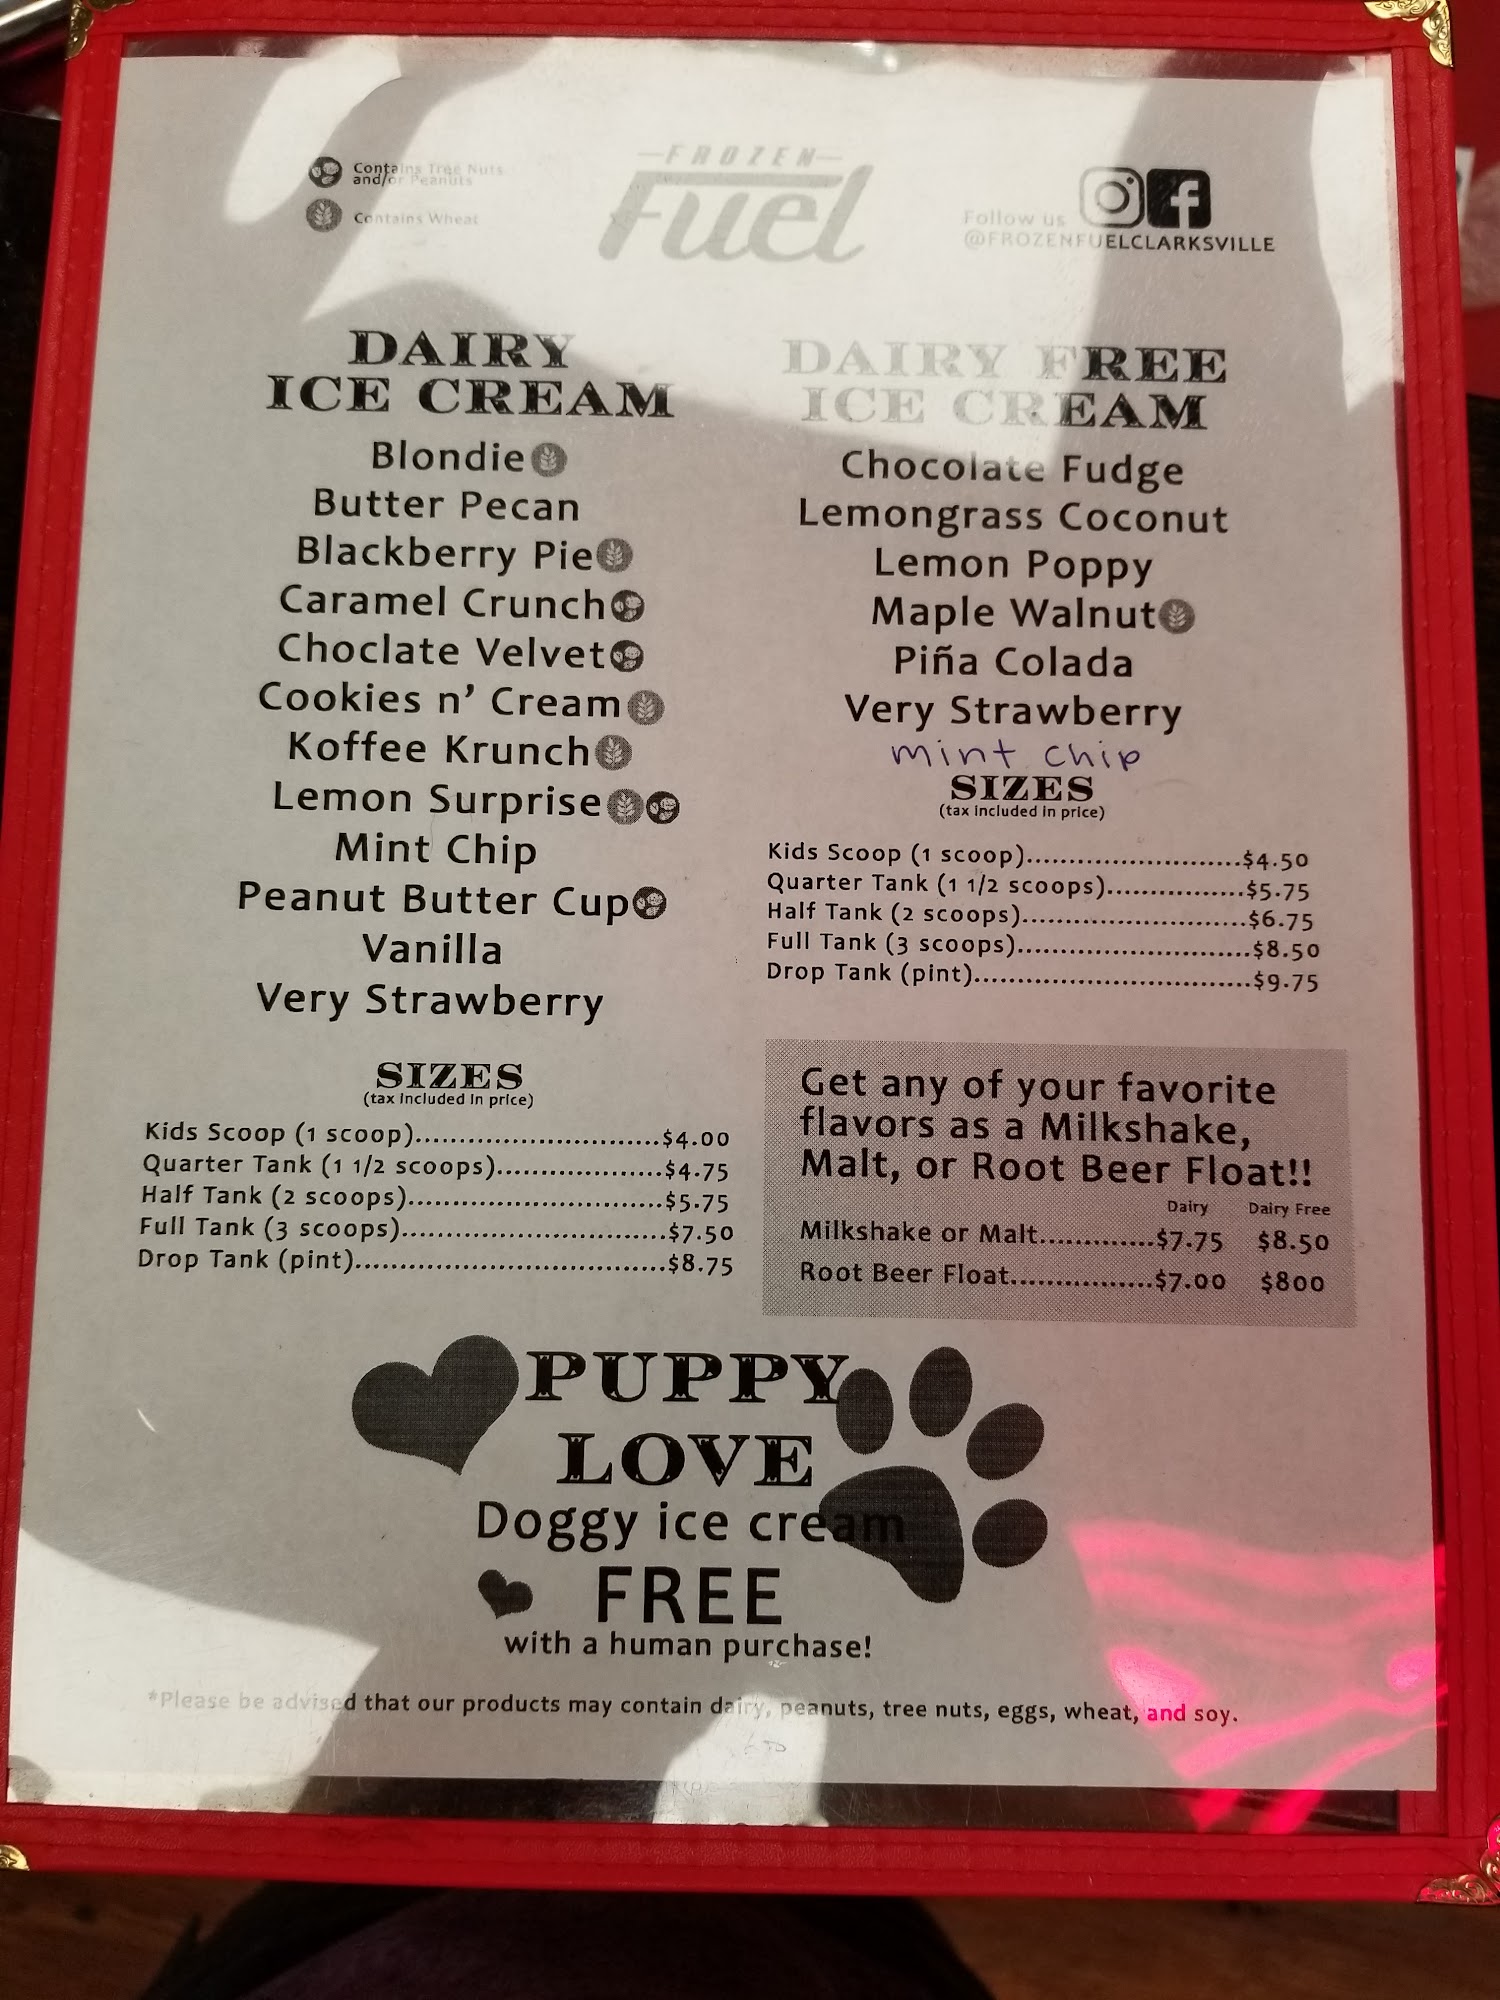 Contains Tree Nuts
and/or Peanuts
Contains Wheat
FROZEN
Fuel
Follow us
@FROZENFUELCLARKSVILLE
DAIRY
ICE CREAM
Blondie
Butter Pecan
Blackberry Pie
Caramel Crunch
Choclate Velvet
Cookies n’ Cream
Koffee Krunch
Lemon Surprise
Mint Chip
Peanut Butter Cup
Vanilla
Very Strawberry
SIZES
(tax included in price)
Kids Scoop (1 scoop)............................$4.00
Quarter Tank (1 1/2 scoops)...................$4.75
Half Tank (2 scoops).............................$5.75
Full Tank (3 scoops)..............................$7.50
Drop Tank (pint)...................................$8.75
DAIRY FREE
ICE CREAM
Chocolate Fudge
Lemongrass Coconut
Lemon Poppy
Maple Walnut
Piña Colada
Very Strawberry
mint chip
SIZES
(tax included in price)
Kids Scoop (1 scoop).........................$4.50
Quarter Tank (1 1/2 scoops)................$5.75
Half Tank (2 scoops)..........................$6.75
Full Tank (3 scoops)...........................$8.50
Drop Tank (pint)................................$9.75
Get any of your favorite
flavors as a Milkshake,
Malt, or Root Beer Float!!
Dairy Dairy Free
Milkshake or Malt.............$7.75 $8.50
Root Beer Float.................$7.00 $800
PUPPY
LOVE
Doggy ice cream
FREE
with a human purchase!
*Please be advised that our products may contain dairy, peanuts, tree nuts, eggs, wheat, and soy.